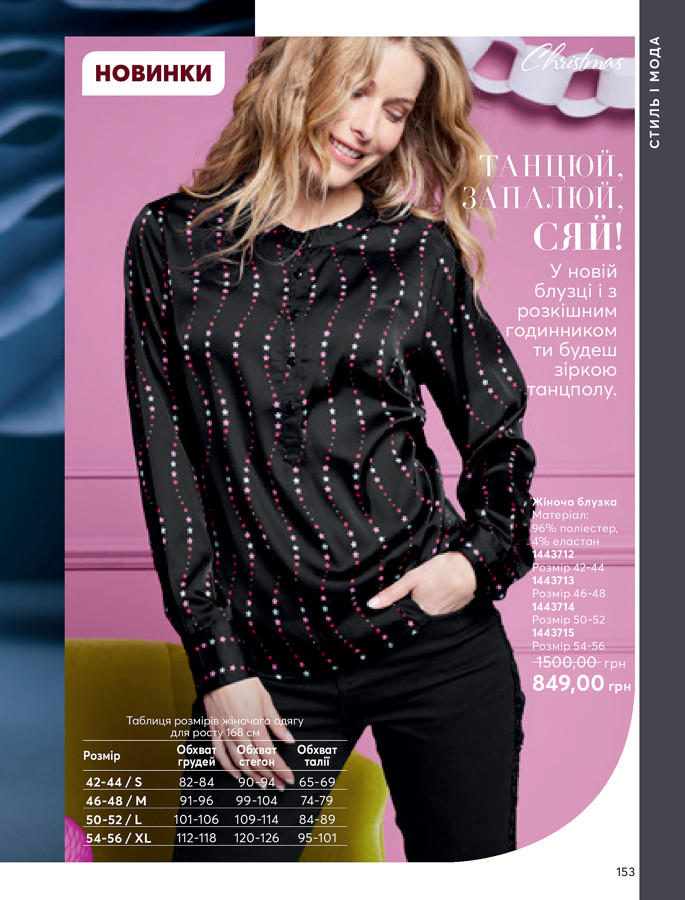 НОВИНКИ
Christmas
СТИЛЬ І МОДА
ТАНЦЮЙ,
ЗАПАЛЮЙ,
СЯЙ!
У новій
блузці і з
розкішним
годинником
ти будеш
зіркою
танцполу.
Жіноча блузка
Матеріал:
96% поліестер,
4% еластан
1443712
Розмір 42-44
1443713
Розмір 46-48
1443714
Розмір 50-52
1443715
Розмір 54-56
1500,00 грн
849,00 грн
Таблиця розмірів жіночого одягу
для росту 168 см
Розмір Обхват грудей Обхват стегон Обхват талії
42-44 / S 82-84 90-94 65-69
46-48 / M 91-96 99-104 74-79
50-52 / L 101-106 109-114 84-89
54-56 / XL 112-118 120-126 95-101
153